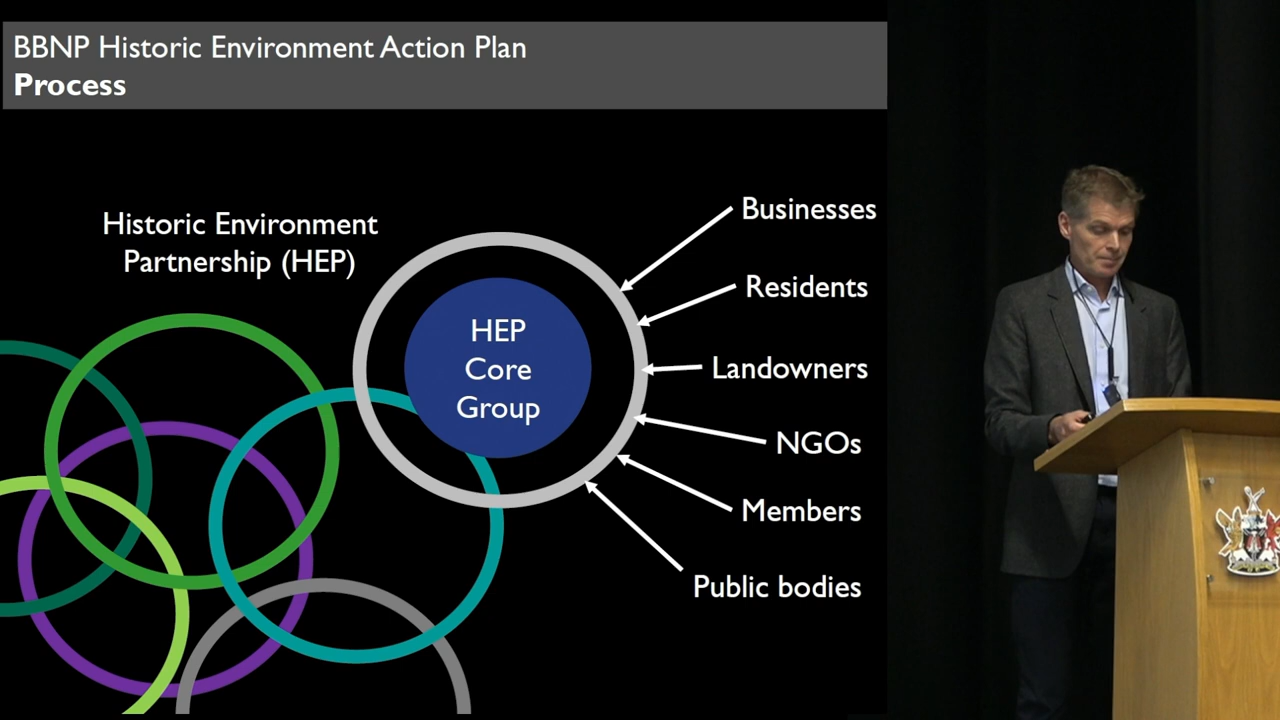 BBNP Historic Environment Action Plan
Process
Historic Environment
Partnership (HEP)
HEP
Core
Group
Businesses
Residents
Landowners
NGOs
Members
Public bodies